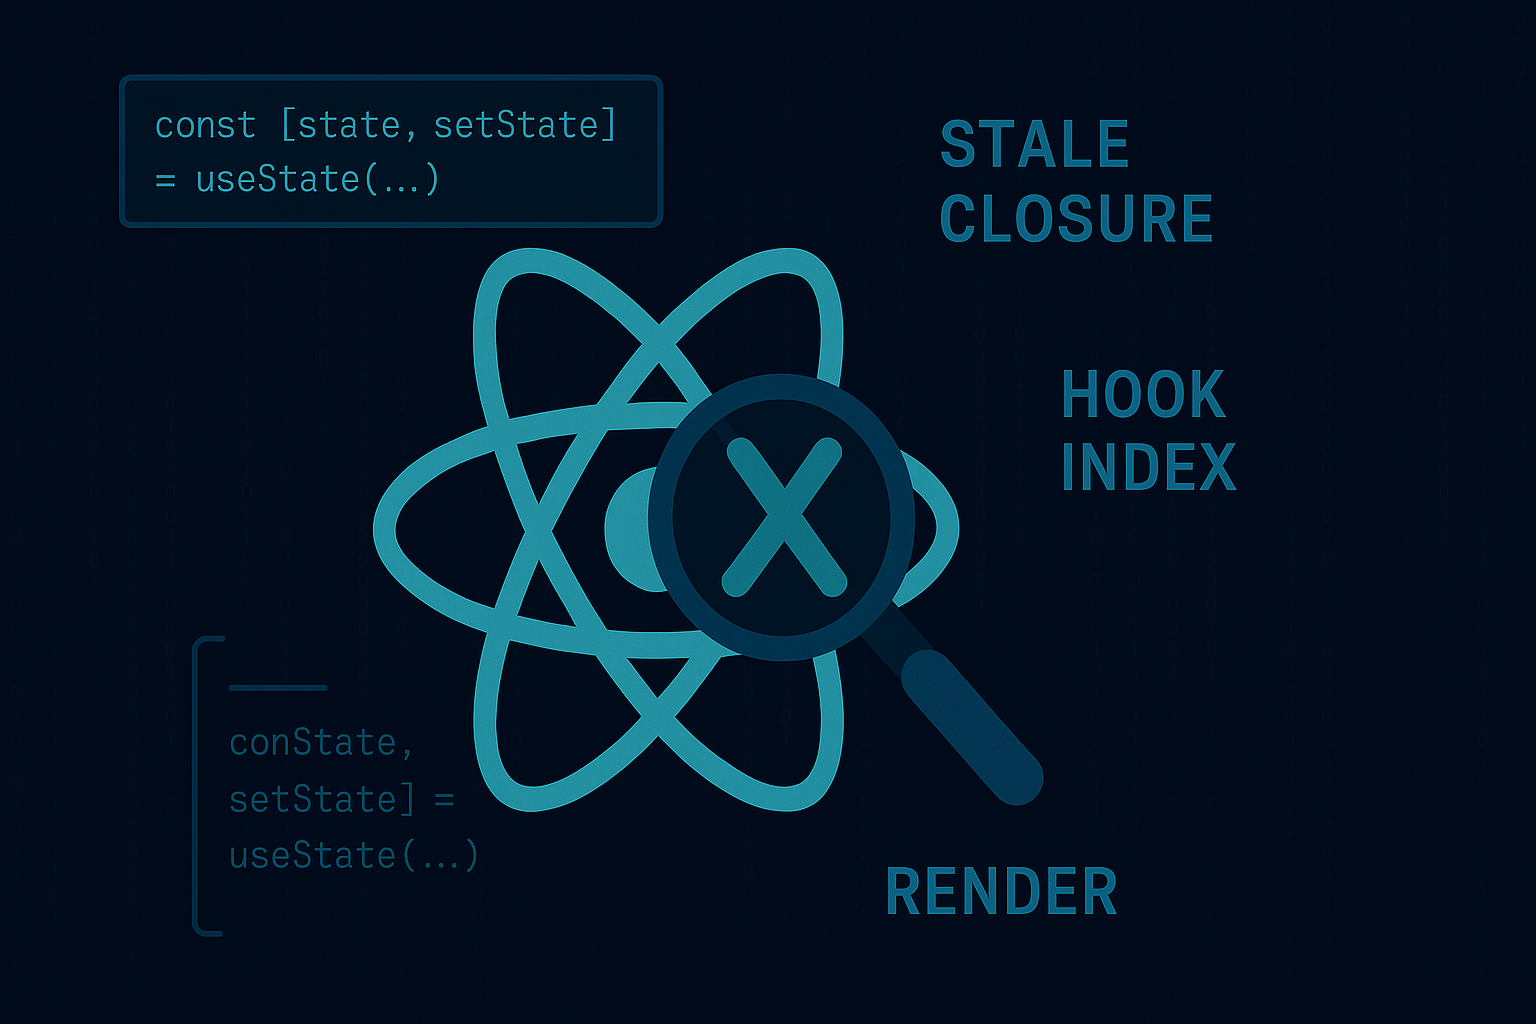 const [state, setState]
= useState(...)
STALE
CLOSURE
HOOK
INDEX
X
conState,
setState] =
useState(...)
RENDER